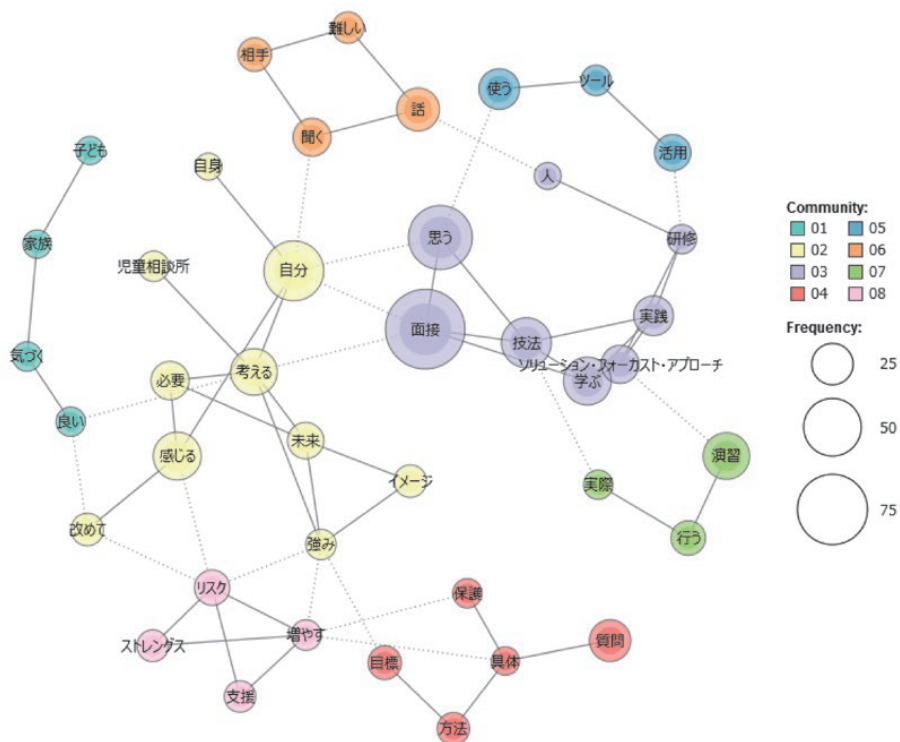 難しい
相手
話
聞く
使う
ツール
活用
人
研修
子ども
家族
気づく
良い
自身
児童相談所
自分
思う
面接
技法
実践
ソリューション・フォーカスト・アプローチ
学ぶ
必要
考える
感じる
未来
イメージ
改めて
強み
演習
実際
行う
リスク
ストレングス
増やす
支援
保護
目標
具体
質問
方法
Community:
01 05
02 06
03 07
04 08
Frequency:
25
50
75